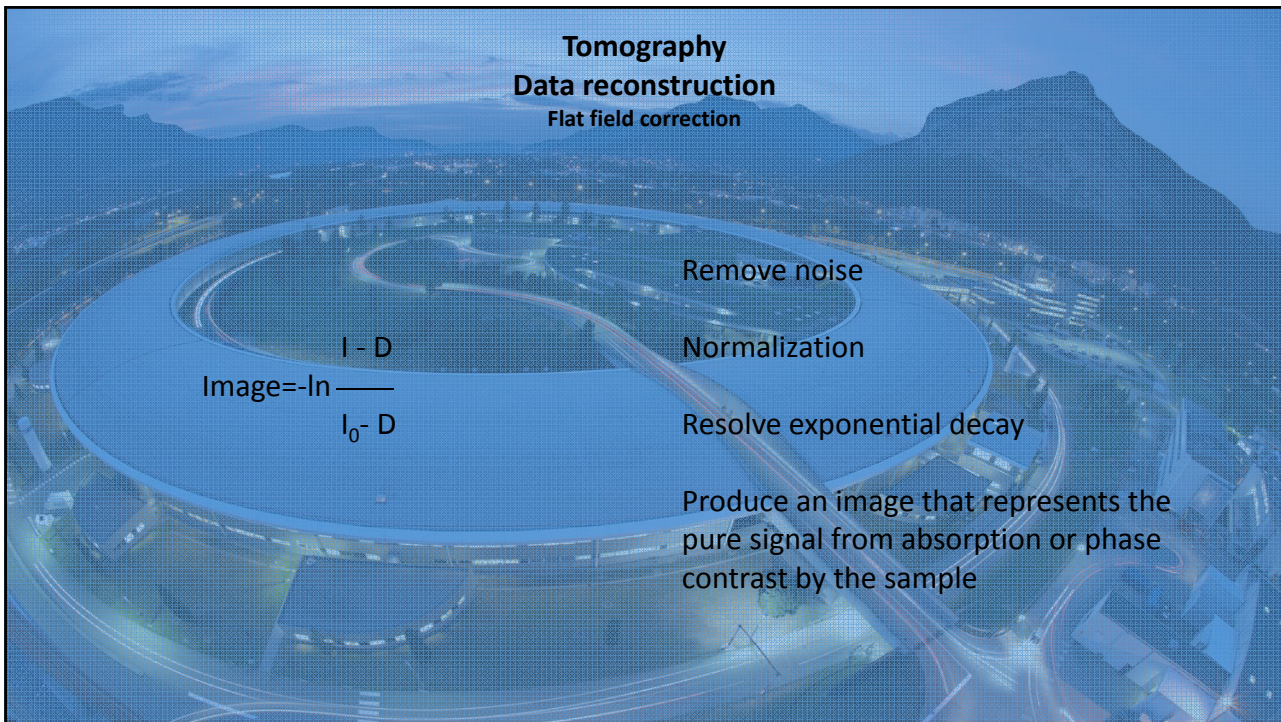 Tomography
Data reconstruction
Flat field correction
I - D
Image=-ln
I₀- D
Remove noise
Normalization
Resolve exponential decay
Produce an image that represents the
pure signal from absorption or phase
contrast by the sample